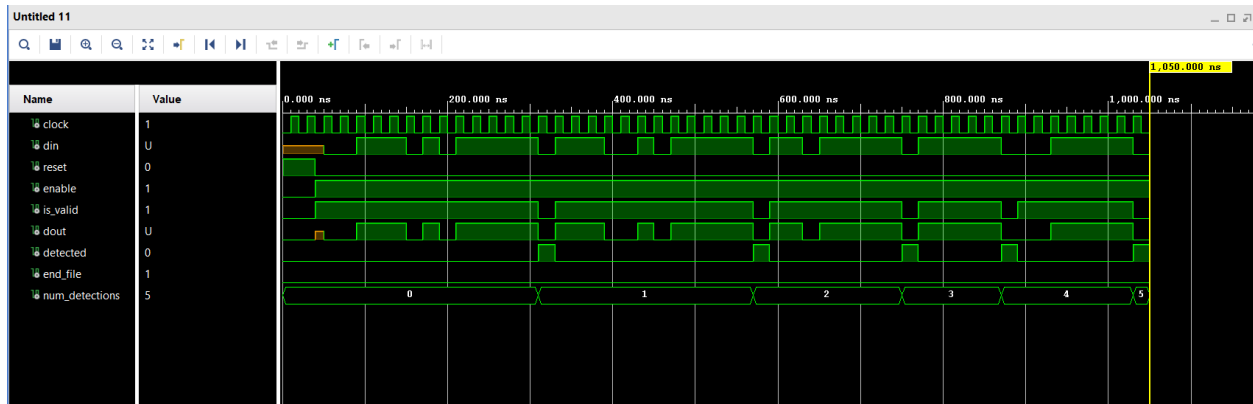 Untitled 11
1,050.000 ns
Name Value 0.000 ns 200.000 ns 400.000 ns 600.000 ns 800.000 ns 1,000.000 ns
clock 1
din U
reset 0
enable 1
is_valid 1
dout U
detected 0
end_file 1
num_detections 5 0 1 2 3 4 5